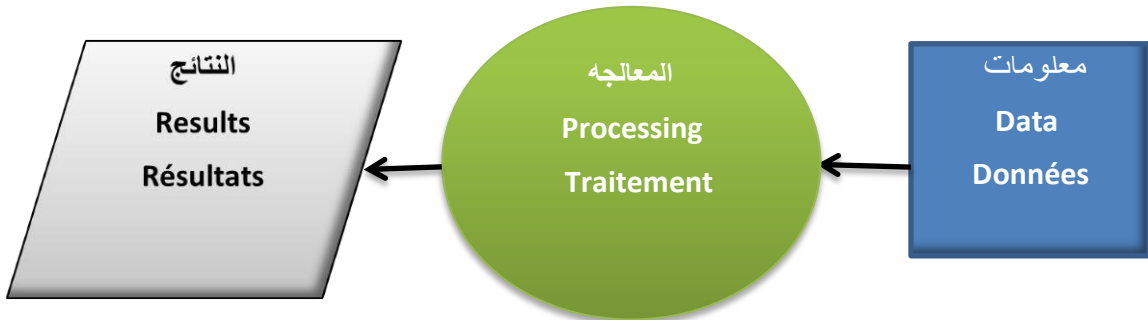 معلومات
Data
Données
المعالجه
Processing
Traitement
النتائج
Results
Résultats